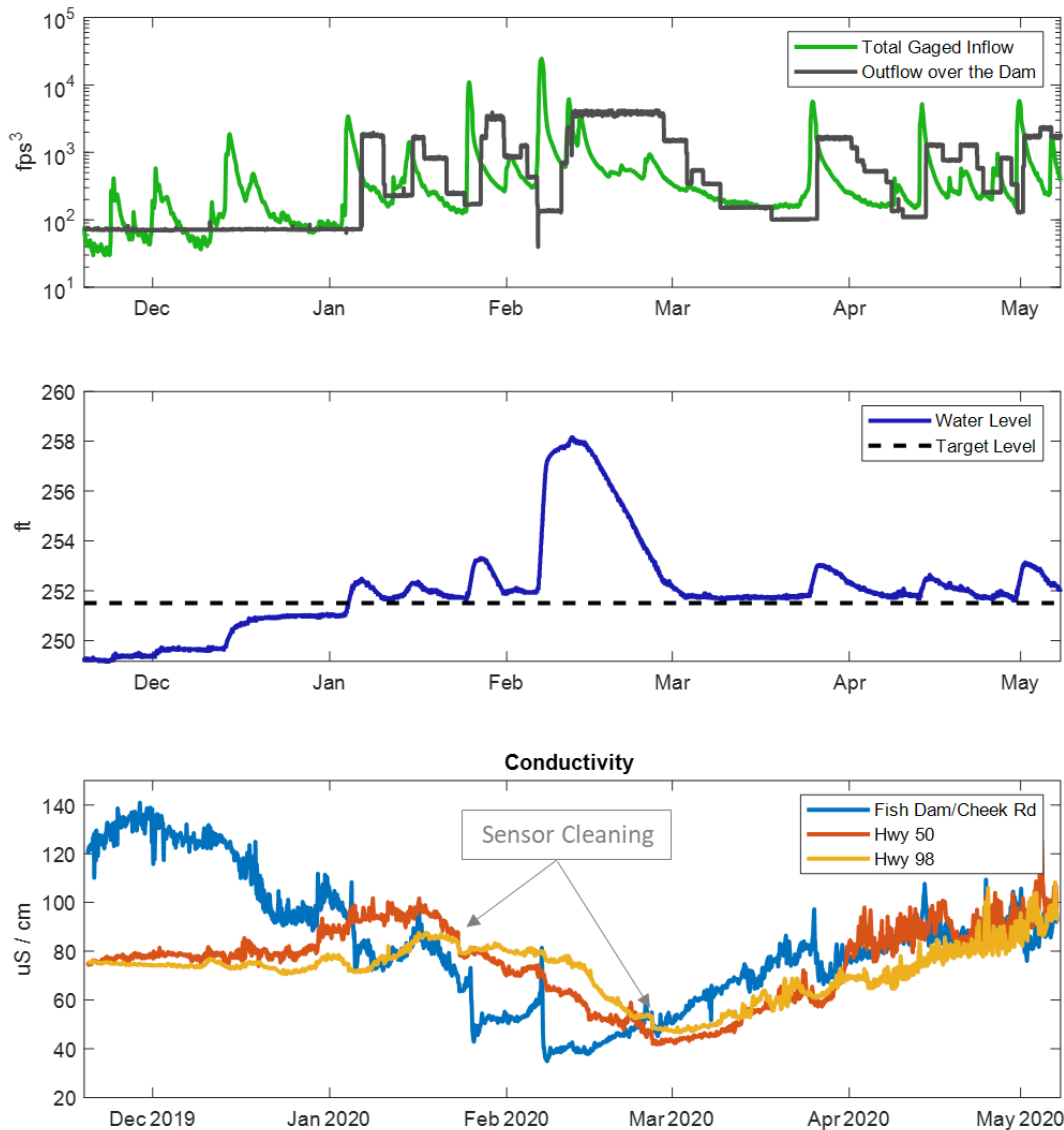 10^5
Total Gaged Inflow
Outflow over the Dam
10^4
fps^3
10^3
10^2
10^1
Dec Jan Feb Mar Apr May
260
Water Level
Target Level
258
256
ft
254
252
250
Dec Jan Feb Mar Apr May
Conductivity
140
Fish Dam/Cheek Rd
Hwy 50
Hwy 98
Sensor Cleaning
120
100
uS / cm
80
60
40
20
Dec 2019 Jan 2020 Feb 2020 Mar 2020 Apr 2020 May 2020